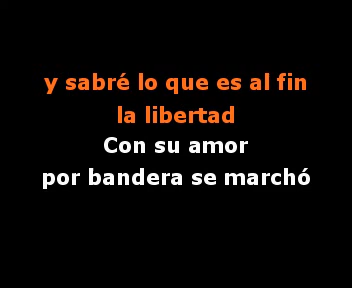 y sabré lo que es al fin
la libertad
Con su amor
por bandera se marchó